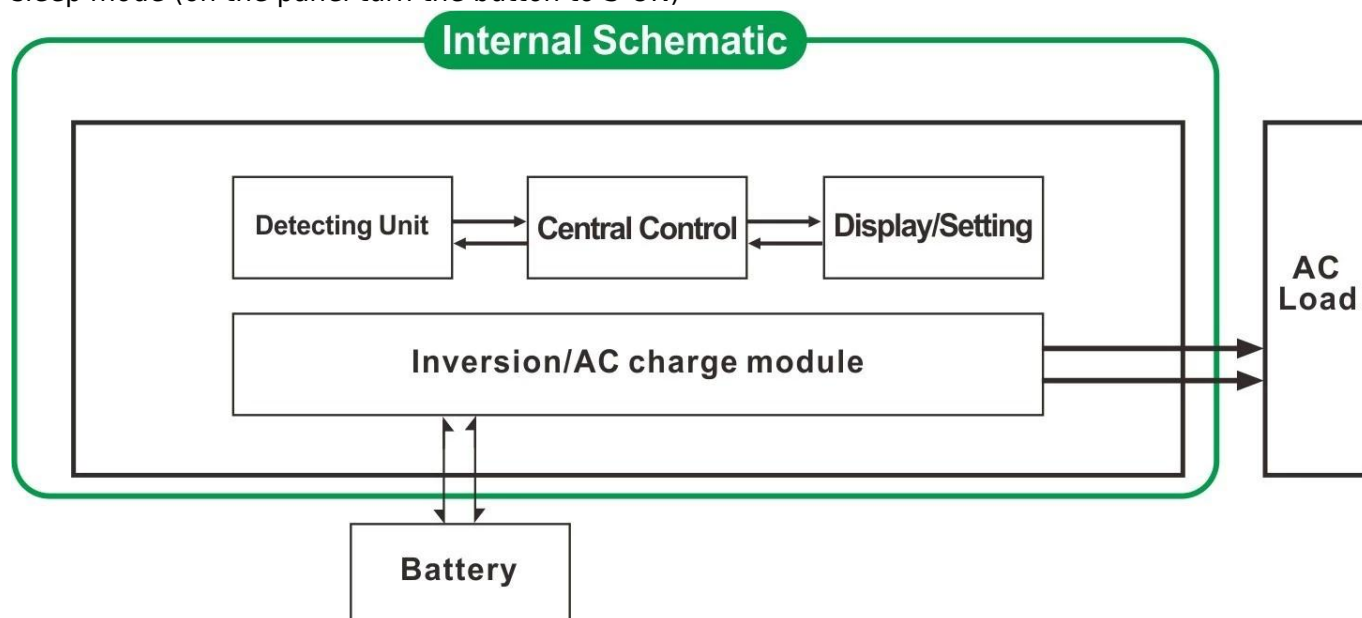 Internal Schematic
Detecting Unit
Central Control
Display/Setting
AC
Load
Inversion/AC charge module
Battery